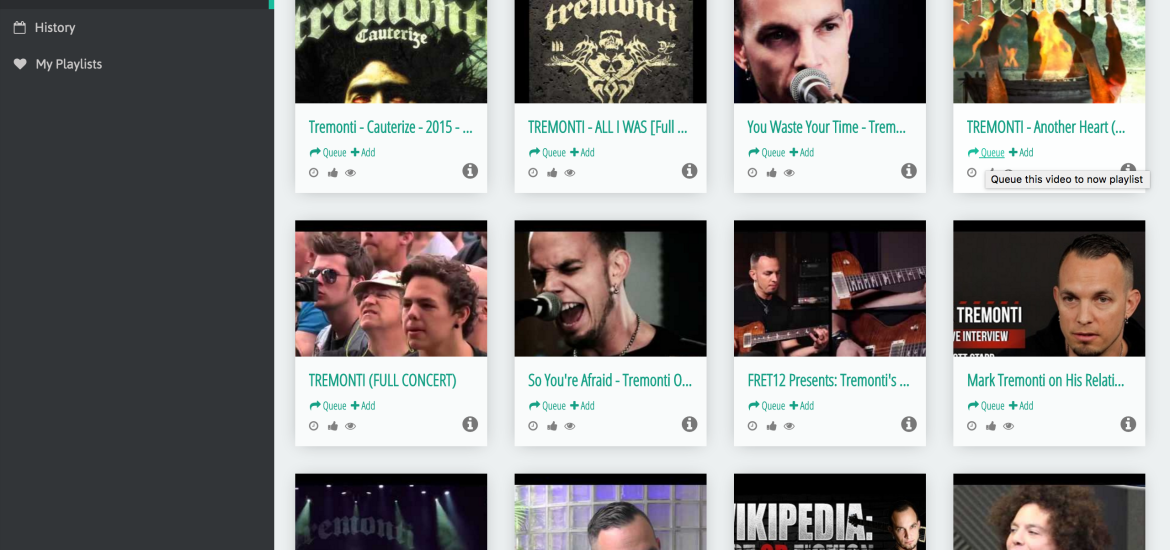 History
My Playlists
tremonti
Cauterize
tremonti
tremonti
Tremonti - Cauterize - 2015 - ...
TREMONTI - ALL I WAS [Full ...
You Waste Your Time - Trem...
TREMONTI - Another Heart (...
Queue Add
Queue Add
Queue Add
Queue Add
Queue this video to now playlist
TREMONTI
VE INTERVIEW
OTT STARR
TREMONTI (FULL CONCERT)
So You're Afraid - Tremonti O...
FRET12 Presents: Tremonti's ...
Mark Tremonti on His Relati...
Queue Add
Queue Add
Queue Add
Queue Add
tremonti
WIKIPEDIA: